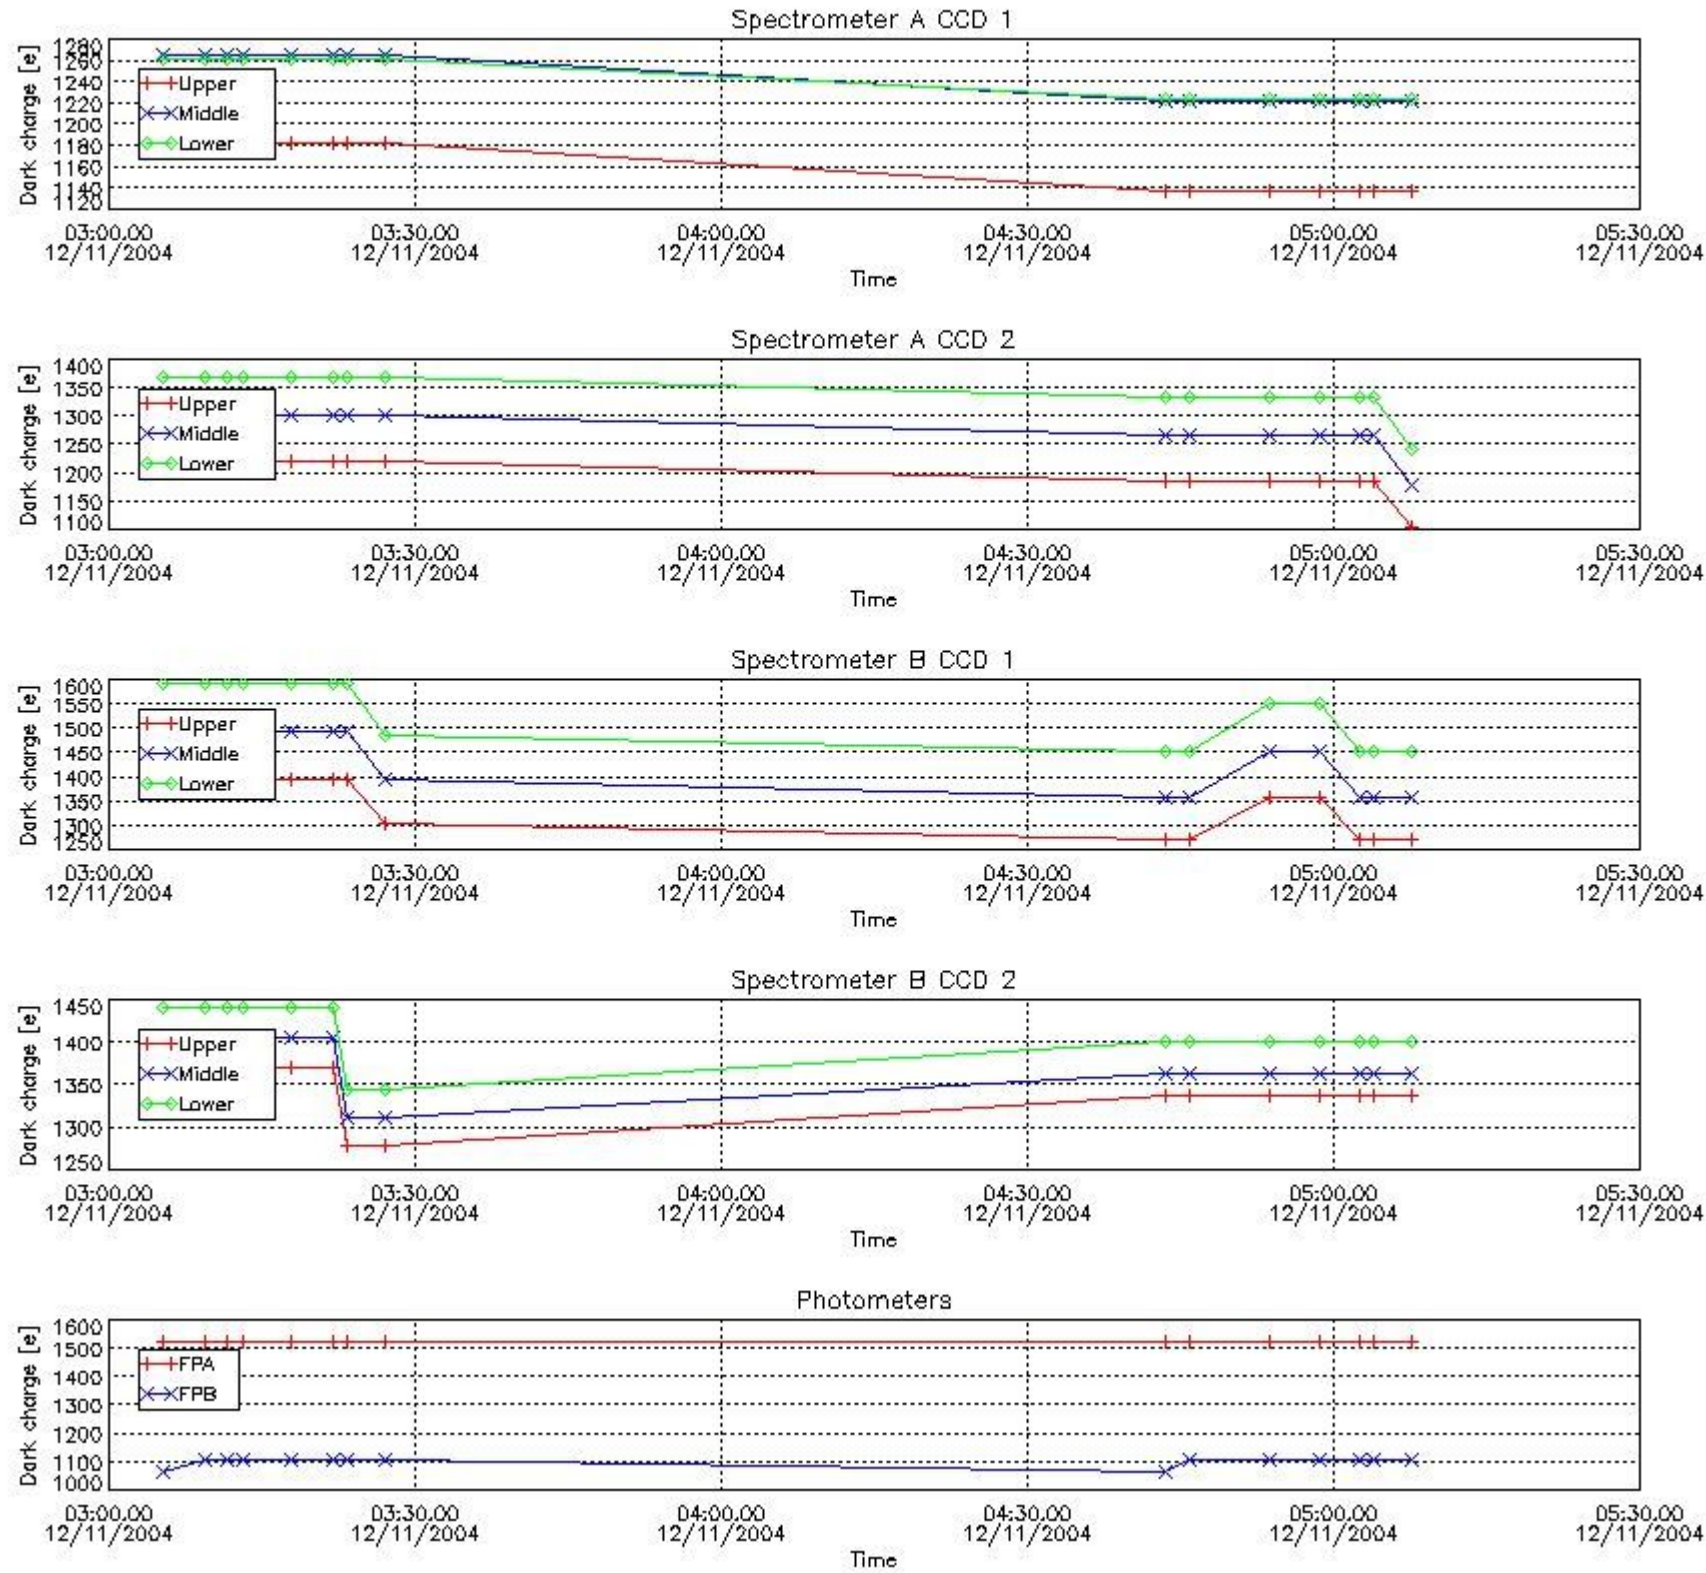 Spectrometer A CCD 1
Dark charge [e]
1280
1260
1240
1220
1200
1180
1160
1140
1120
Upper
Middle
Lower
03:00.00 03:30.00 04:00.00 04:30.00 05:00.00 05:30.00
12/11/2004 12/11/2004 12/11/2004 12/11/2004 12/11/2004 12/11/2004
Time
Spectrometer A CCD 2
Dark charge [e]
1400
1350
1300
1250
1200
1150
1100
Upper
Middle
Lower
03:00.00 03:30.00 04:00.00 04:30.00 05:00.00 05:30.00
12/11/2004 12/11/2004 12/11/2004 12/11/2004 12/11/2004 12/11/2004
Time
Spectrometer B CCD 1
Dark charge [e]
1600
1550
1500
1450
1400
1350
1300
1250
Upper
Middle
Lower
03:00.00 03:30.00 04:00.00 04:30.00 05:00.00 05:30.00
12/11/2004 12/11/2004 12/11/2004 12/11/2004 12/11/2004 12/11/2004
Time
Spectrometer B CCD 2
Dark charge [e]
1450
1400
1350
1300
1250
Upper
Middle
Lower
03:00.00 03:30.00 04:00.00 04:30.00 05:00.00 05:30.00
12/11/2004 12/11/2004 12/11/2004 12/11/2004 12/11/2004 12/11/2004
Time
Photometers
Dark charge [e]
1600
1500
1400
1300
1200
1100
1000
FPA
FPB
03:00.00 03:30.00 04:00.00 04:30.00 05:00.00 05:30.00
12/11/2004 12/11/2004 12/11/2004 12/11/2004 12/11/2004 12/11/2004
Time